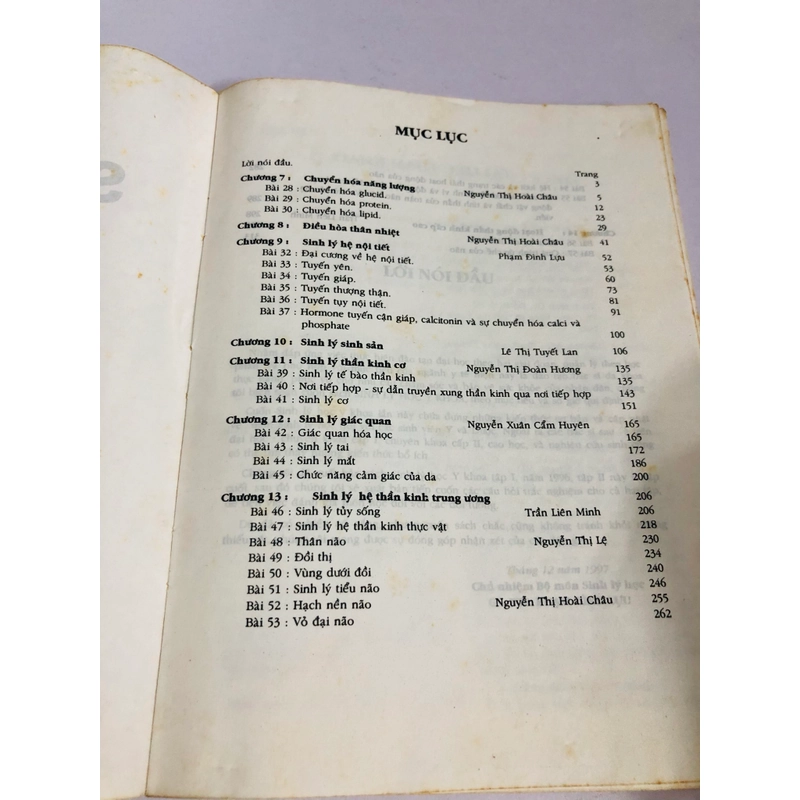 MỤC LỤC
Trang
Lời nói đầu. 3
Chương 7 : Chuyển hóa năng lượng Nguyễn Thị Hoài Châu 5
Bài 28 : Chuyển hóa glucid. 12
Bài 29 : Chuyển hóa protein. 23
Bài 30 : Chuyển hóa lipid. 29
Chương 8 : Điều hòa thân nhiệt Nguyễn Thị Hoài Châu 41
Chương 9 : Sinh lý hệ nội tiết Phạm Đình Lựu 52
Bài 32 : Đại cương về hệ nội tiết. 53
Bài 33 : Tuyến yên. 60
Bài 34 : Tuyến giáp. 73
Bài 35 : Tuyến thượng thận. 81
Bài 36 : Tuyến tụy nội tiết. 91
Bài 37 : Hormone tuyến cận giáp, calcitonin và sự chuyển hóa calci và
phosphate 100
Chương 10 : Sinh lý sinh sản Lê Thị Tuyết Lan 106
Chương 11 : Sinh lý thần kinh cơ Nguyễn Thị Đoàn Hương 135
Bài 39 : Sinh lý tế bào thần kinh 135
Bài 40 : Nơi tiếp hợp - sự dẫn truyền xung thần kinh qua nơi tiếp hợp 143
Bài 41 : Sinh lý cơ 151
Chương 12 : Sinh lý giác quan Nguyễn Xuân Cẩm Huyên 165
Bài 42 : Giác quan hóa học 165
Bài 43 : Sinh lý tai 172
Bài 44 : Sinh lý mắt 186
Bài 45 : Chức năng cảm giác của da 200
Chương 13 : Sinh lý hệ thần kinh trung ương 206
Bài 46 : Sinh lý tủy sống Trần Liên Minh 206
Bài 47 : Sinh lý hệ thần kinh thực vật 218
Bài 48 : Thân não Nguyễn Thị Lệ 230
Bài 49 : Đồi thị 234
Bài 50 : Vùng dưới đồi 240
Bài 51 : Sinh lý tiểu não 246
Bài 52 : Hạch nền não Nguyễn Thị Hoài Châu 255
Bài 53 : Vỏ đại não 262